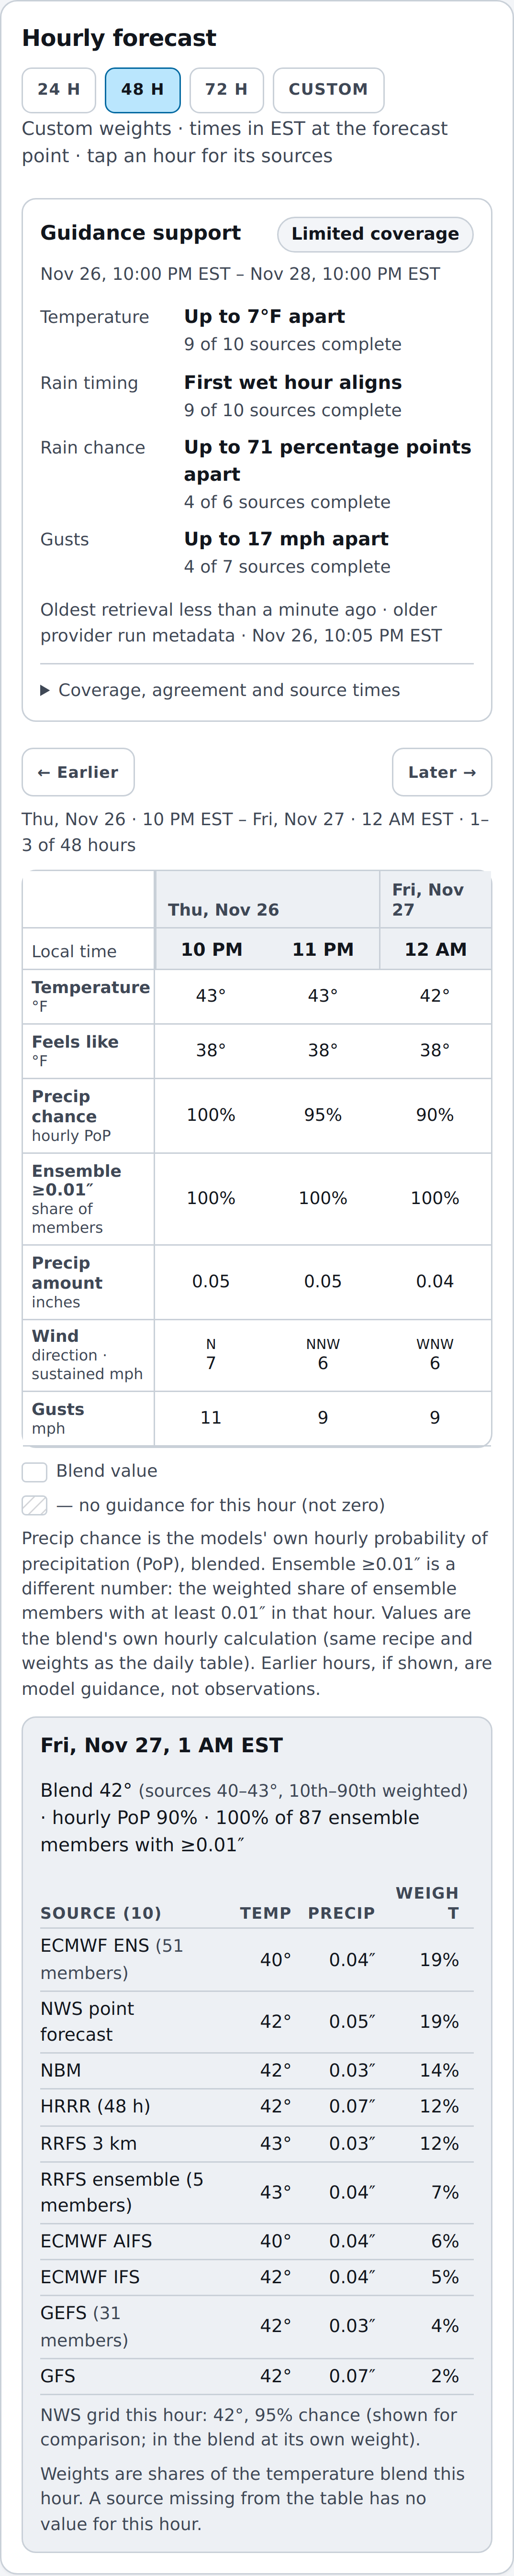 Hourly forecast
24 H
48 H
72 H
CUSTOM
Custom weights · times in EST at the forecast
point · tap an hour for its sources
Guidance support
Limited coverage
Nov 26, 10:00 PM EST – Nov 28, 10:00 PM EST
Temperature
Up to 7°F apart
9 of 10 sources complete
Rain timing
First wet hour aligns
9 of 10 sources complete
Rain chance
Up to 71 percentage points
apart
4 of 6 sources complete
Gusts
Up to 17 mph apart
4 of 7 sources complete
Oldest retrieval less than a minute ago · older
provider run metadata · Nov 26, 10:05 PM EST
▶ Coverage, agreement and source times
← Earlier
Later →
Thu, Nov 26 · 10 PM EST – Fri, Nov 27 · 12 AM EST · 1–
3 of 48 hours
Thu, Nov 26
Fri, Nov
27
Local time 10 PM 11 PM 12 AM
Temperature
°F
43° 43° 42°
Feels like
°F
38° 38° 38°
Precip
chance
hourly PoP
100% 95% 90%
Ensemble
≥0.01″
share of
members
100% 100% 100%
Precip
amount
inches
0.05 0.05 0.04
Wind
direction ·
sustained mph
N NNW WNW
7 6 6
Gusts
mph
11 9 9
Blend value
— no guidance for this hour (not zero)
Precip chance is the models' own hourly probability of
precipitation (PoP), blended. Ensemble ≥0.01″ is a
different number: the weighted share of ensemble
members with at least 0.01″ in that hour. Values are
the blend's own hourly calculation (same recipe and
weights as the daily table). Earlier hours, if shown, are
model guidance, not observations.
Fri, Nov 27, 1 AM EST
Blend 42° (sources 40–43°, 10th–90th weighted)
· hourly PoP 90% · 100% of 87 ensemble
members with ≥0.01″
SOURCE (10) TEMP PRECIP WEIGH
T
ECMWF ENS (51
members)
40° 0.04″ 19%
NWS point
forecast
42° 0.05″ 19%
NBM 42° 0.03″ 14%
HRRR (48 h) 42° 0.07″ 12%
RRFS 3 km 43° 0.03″ 12%
RRFS ensemble (5
members)
43° 0.04″ 7%
ECMWF AIFS 40° 0.04″ 6%
ECMWF IFS 42° 0.04″ 5%
GEFS (31
members)
42° 0.03″ 4%
GFS 42° 0.07″ 2%
NWS grid this hour: 42°, 95% chance (shown for
comparison; in the blend at its own weight).
Weights are shares of the temperature blend this
hour. A source missing from the table has no
value for this hour.